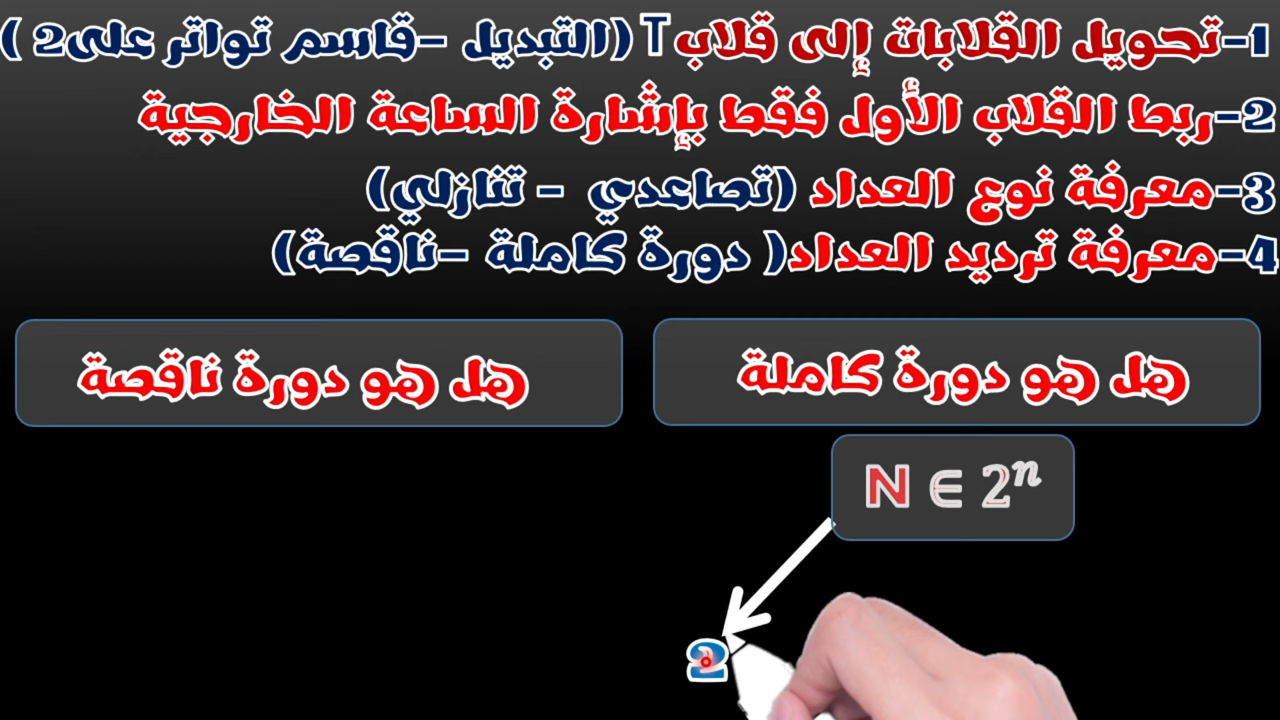 1-تحويل القلابات إلى قلاب T (التبديل -قاسم تواتر على2 )
2-ربط القلاب الأول فقط بإشارة الساعة الخارجية
3-معرفة نوع العداد (تصاعدي - تنازلي)
4-معرفة ترديد العداد( دورة كاملة -ناقصة)
هل هو دورة كاملة
هل هو دورة ناقصة
N ∈ 2ⁿ
2